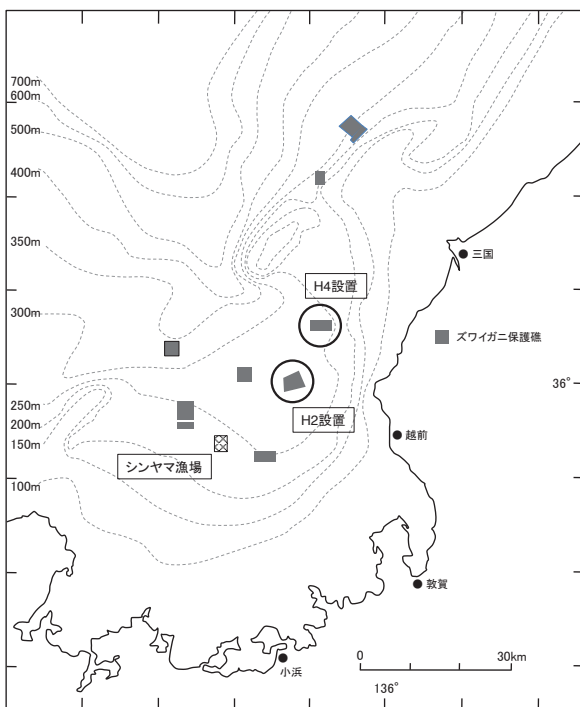 700m
600m
500m
400m
350m
300m
250m
200m
150m
100m
H4設置
三国
ズワイガニ保護礁
36°
H2設置
越前
シンヤマ漁場
敦賀
0 30km
小浜
136°